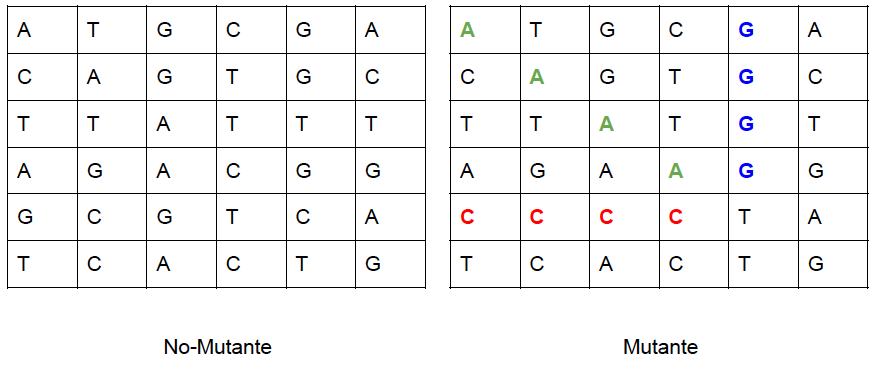 A T G C G A
C A G T G C
T T A T T T
A G A C G G
G C G T C A
T C A C T G
No-Mutante
A T G C G A
C A G T G C
T T A T G T
A G A A G G
C C C C T A
T C A C T G
Mutante